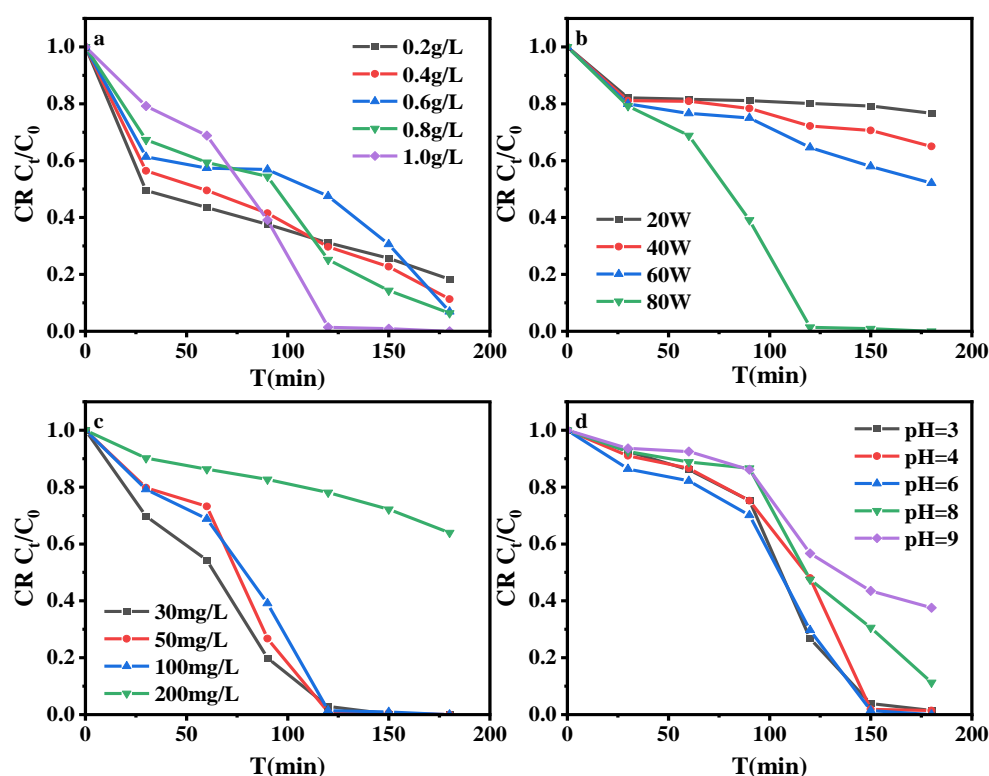 a
0.2g/L
0.4g/L
0.6g/L
0.8g/L
1.0g/L
1.0
0.8
0.6
0.4
0.2
0.0
0 50 100 150 200
CR Cₜ/C₀
T(min)
b
20W
40W
60W
80W
1.0
0.8
0.6
0.4
0.2
0.0
0 50 100 150 200
CR Cₜ/C₀
T(min)
c
30mg/L
50mg/L
100mg/L
200mg/L
1.0
0.8
0.6
0.4
0.2
0.0
0 50 100 150 200
CR Cₜ/C₀
T(min)
d
pH=3
pH=4
pH=6
pH=8
pH=9
1.0
0.8
0.6
0.4
0.2
0.0
0 50 100 150 200
CR Cₜ/C₀
T(min)